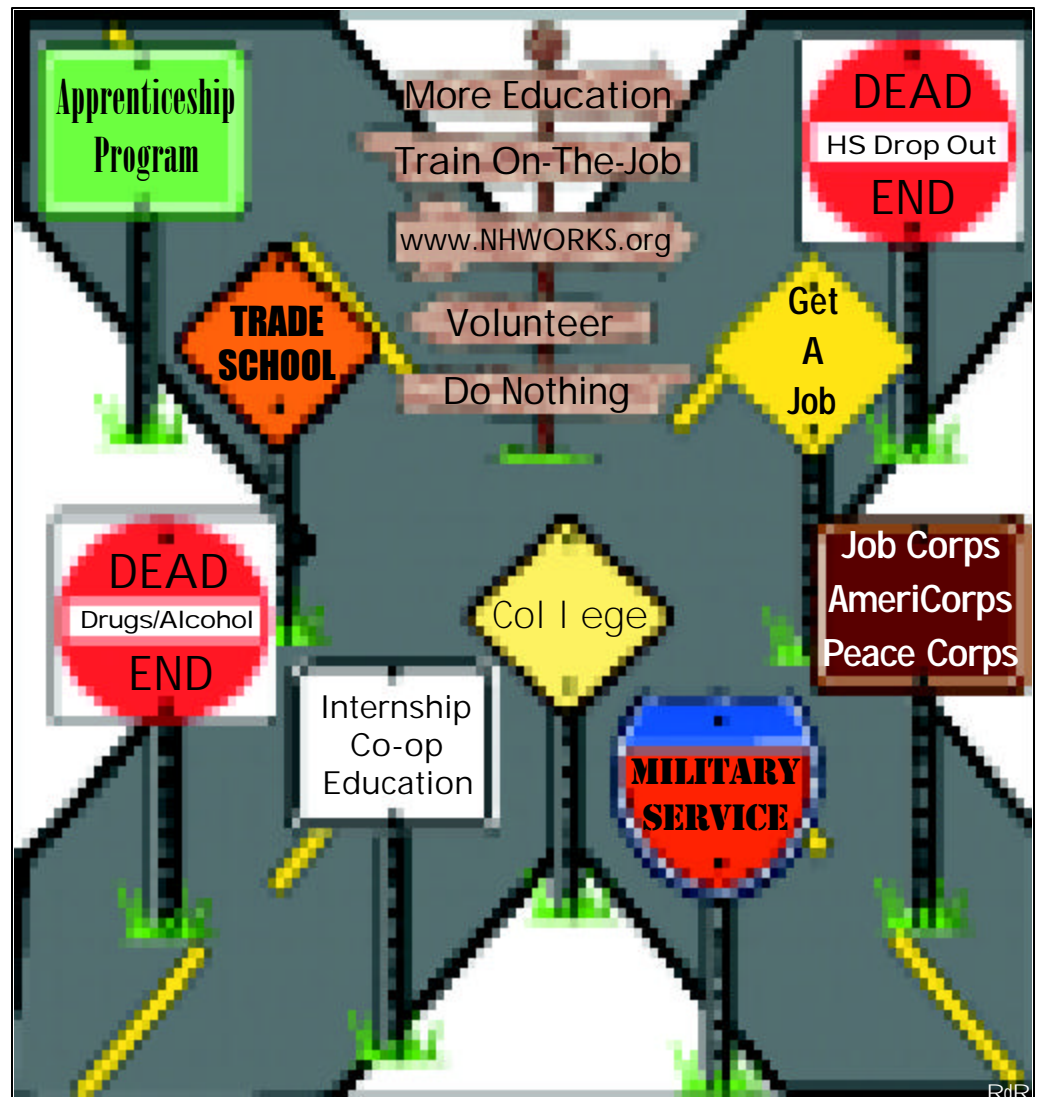 Apprenticeship
Program
More Education
Train On-The-Job
www.NHWORKS.org
Volunteer
Do Nothing
DEAD
HS Drop Out
END
TRADE
SCHOOL
Get
A
Job
DEAD
Drugs/Alcohol
END
College
Job Corps
AmeriCorps
Peace Corps
Internship
Co-op
Education
MILITARY
SERVICE
RdR